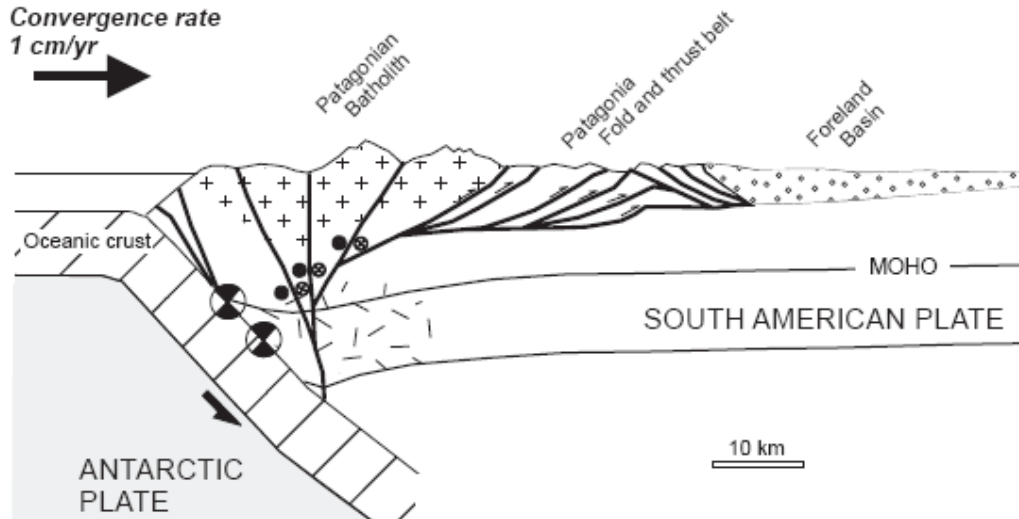 Convergence rate
1 cm/yr
Patagonian
Batholith
Patagonia
Fold and thrust belt
Foreland
Basin
Oceanic crust
MOHO
SOUTH AMERICAN PLATE
10 km
ANTARCTIC
PLATE